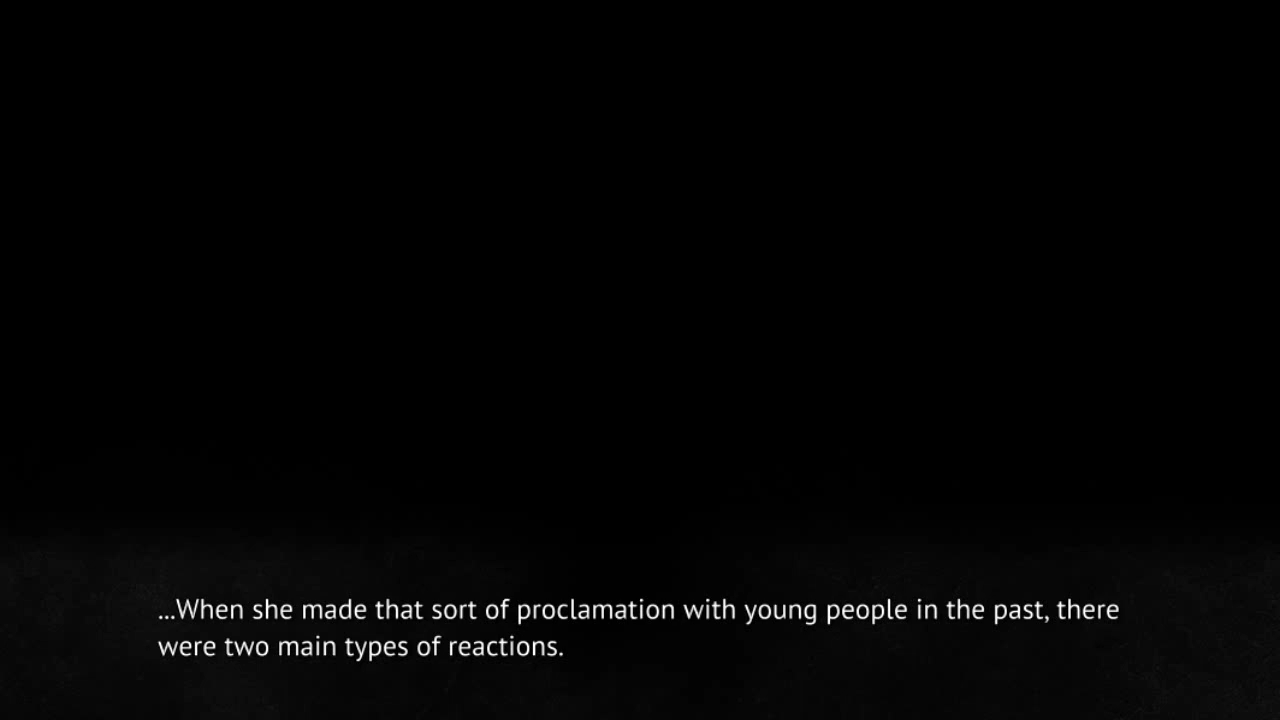 ...When she made that sort of proclamation with young people in the past, there
were two main types of reactions.